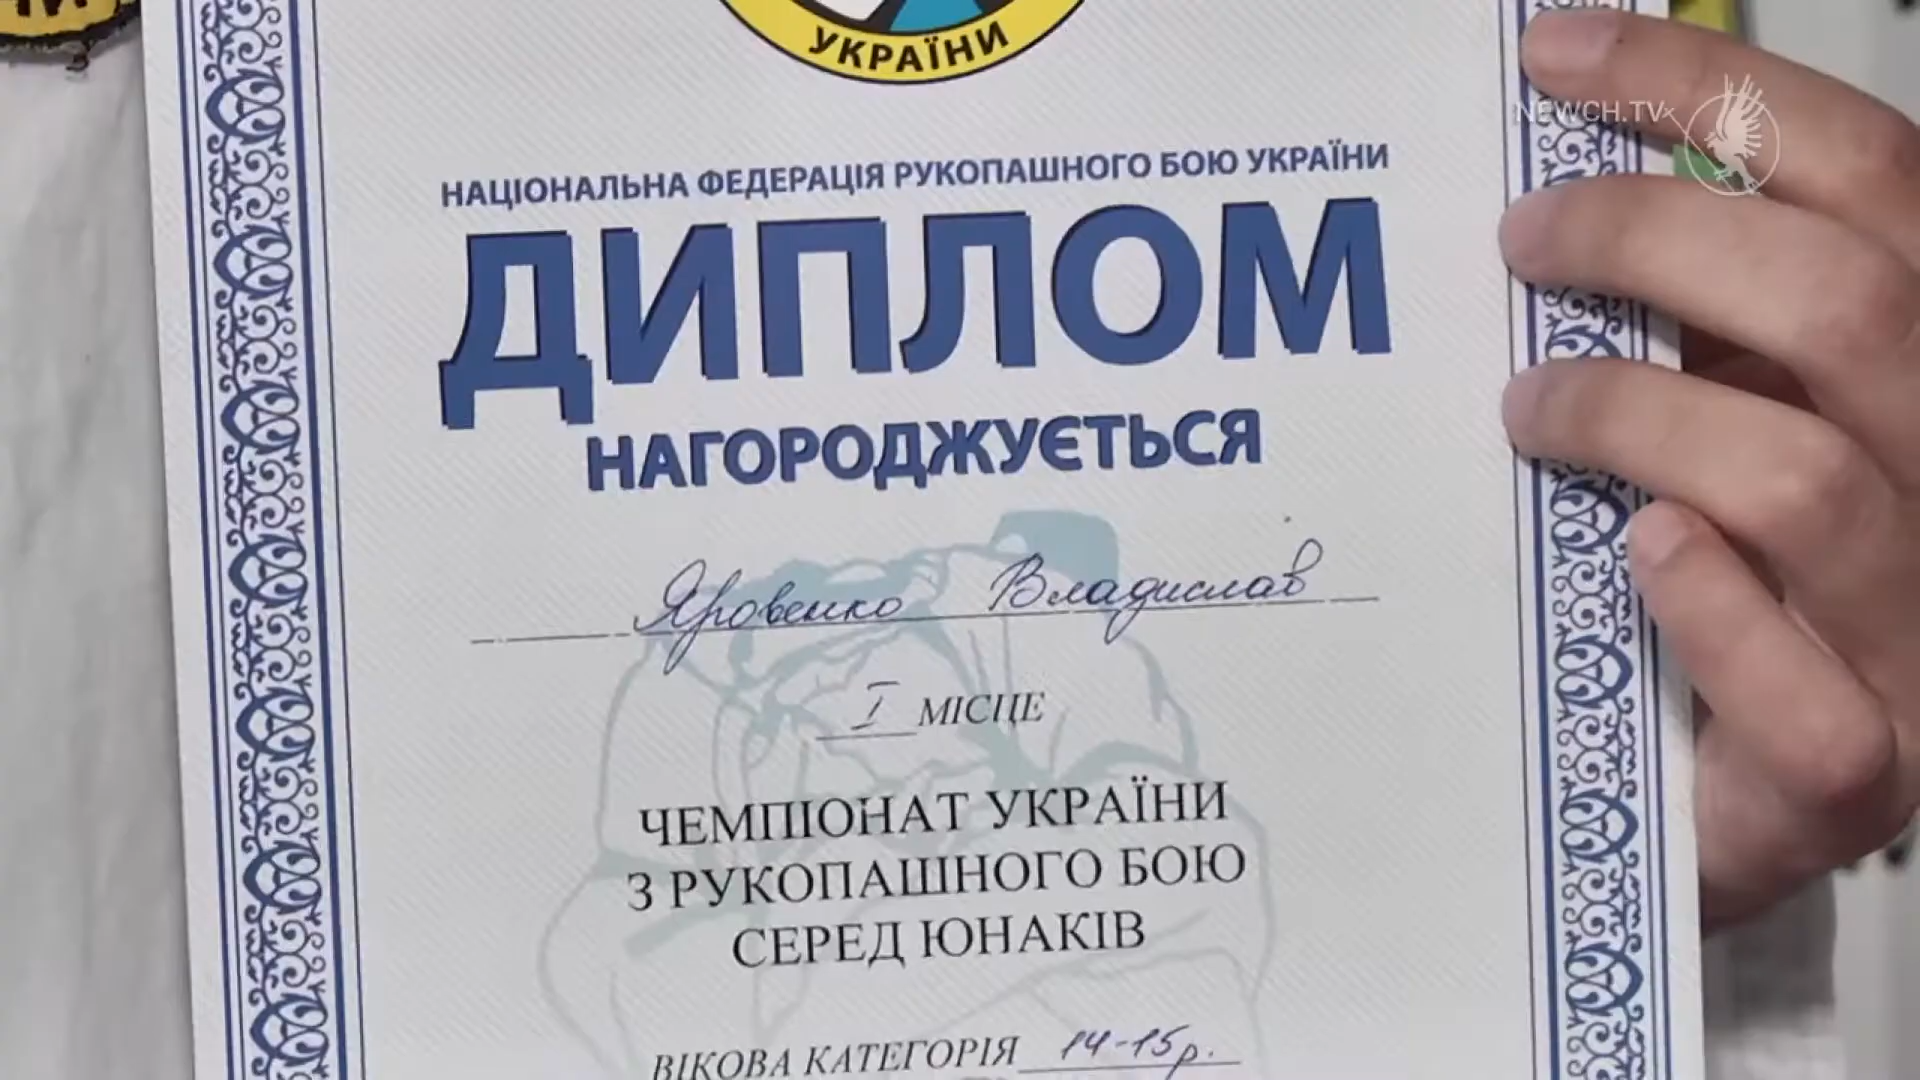 УКРАЇНИ
NEWCH.TV
НАЦІОНАЛЬНА ФЕДЕРАЦІЯ РУКОПАШНОГО БОЮ УКРАЇНИ
ДИПЛОМ
НАГОРОДЖУЄТЬСЯ
Яровенко Владислав
I МІСЦЕ
ЧЕМПІОНАТ УКРАЇНИ
З РУКОПАШНОГО БОЮ
СЕРЕД ЮНАКІВ
ВІКОВА КАТЕГОРІЯ 14-15р.